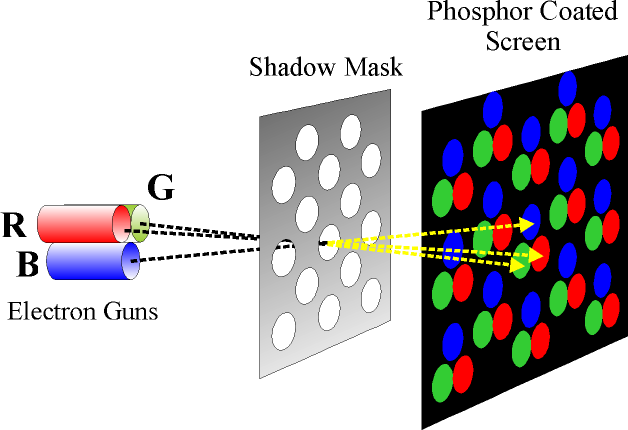 Phosphor Coated
Screen
Shadow Mask
G
R
B
Electron Guns